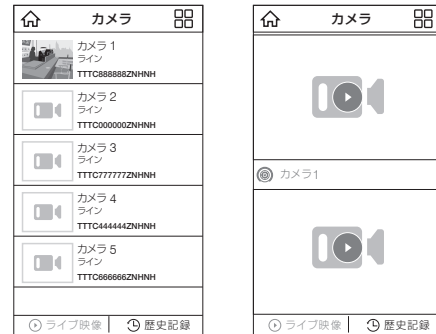 カメラ
カメラ 1
ライン
TTTC888888ZNHNH
カメラ 2
ライン
TTTC000000ZNHNH
カメラ 3
ライン
TTTC777777ZNHNH
カメラ 4
ライン
TTTC444444ZNHNH
カメラ 5
ライン
TTTC666666ZNHNH
ライブ映像
歴史記録
カメラ
カメラ1
ライブ映像
歴史記録